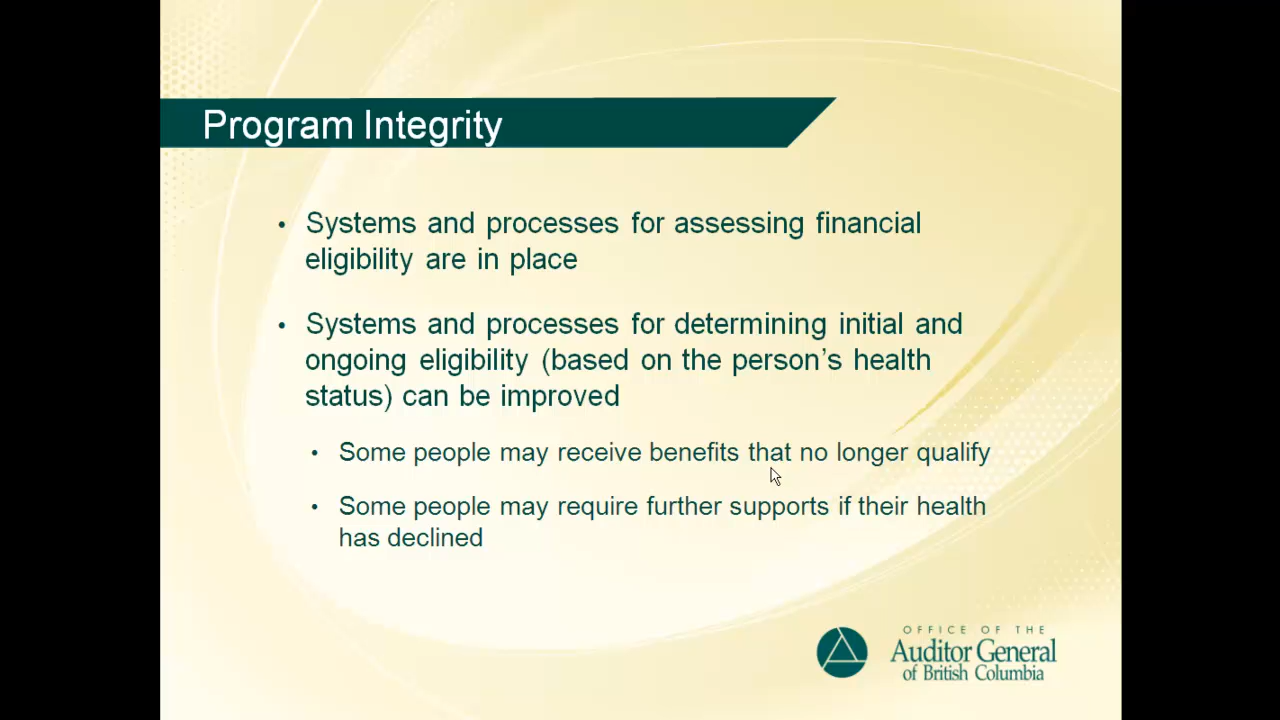 Program Integrity
• Systems and processes for assessing financial
eligibility are in place
• Systems and processes for determining initial and
ongoing eligibility (based on the person’s health
status) can be improved
• Some people may receive benefits that no longer qualify
• Some people may require further supports if their health
has declined
OFFICE OF THE
Auditor General
of British Columbia